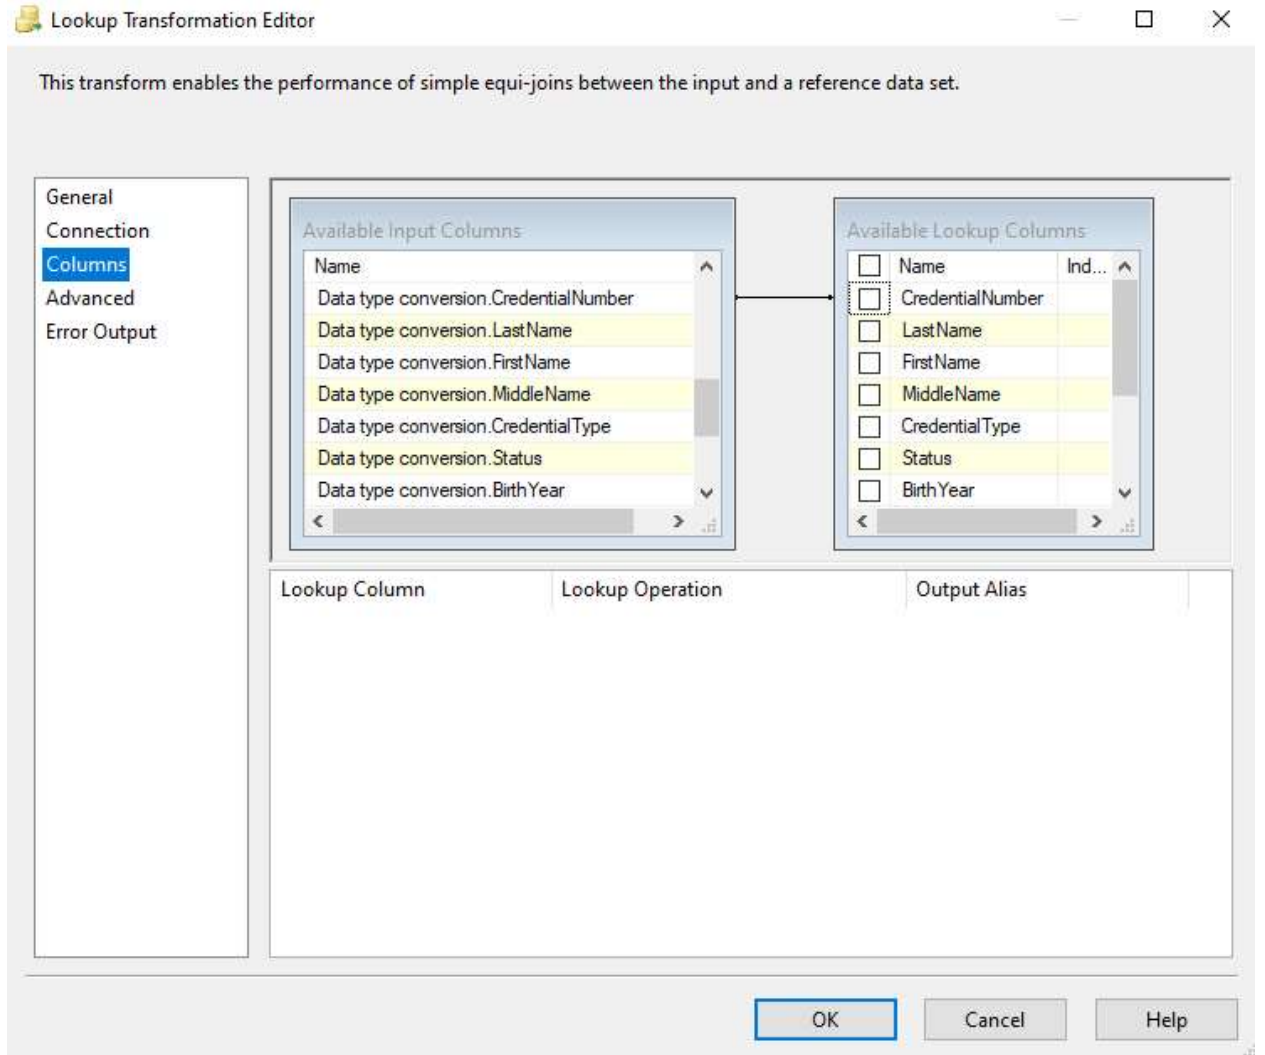 Lookup Transformation Editor
This transform enables the performance of simple equi-joins between the input and a reference data set.
General
Connection
Columns
Advanced
Error Output
Available Input Columns
Name
Data type conversion.CredentialNumber
Data type conversion.LastName
Data type conversion.FirstName
Data type conversion.MiddleName
Data type conversion.CredentialType
Data type conversion.Status
Data type conversion.BirthYear
Available Lookup Columns
Name Ind...
CredentialNumber
LastName
FirstName
MiddleName
CredentialType
Status
BirthYear
Lookup Column Lookup Operation Output Alias
OK Cancel Help